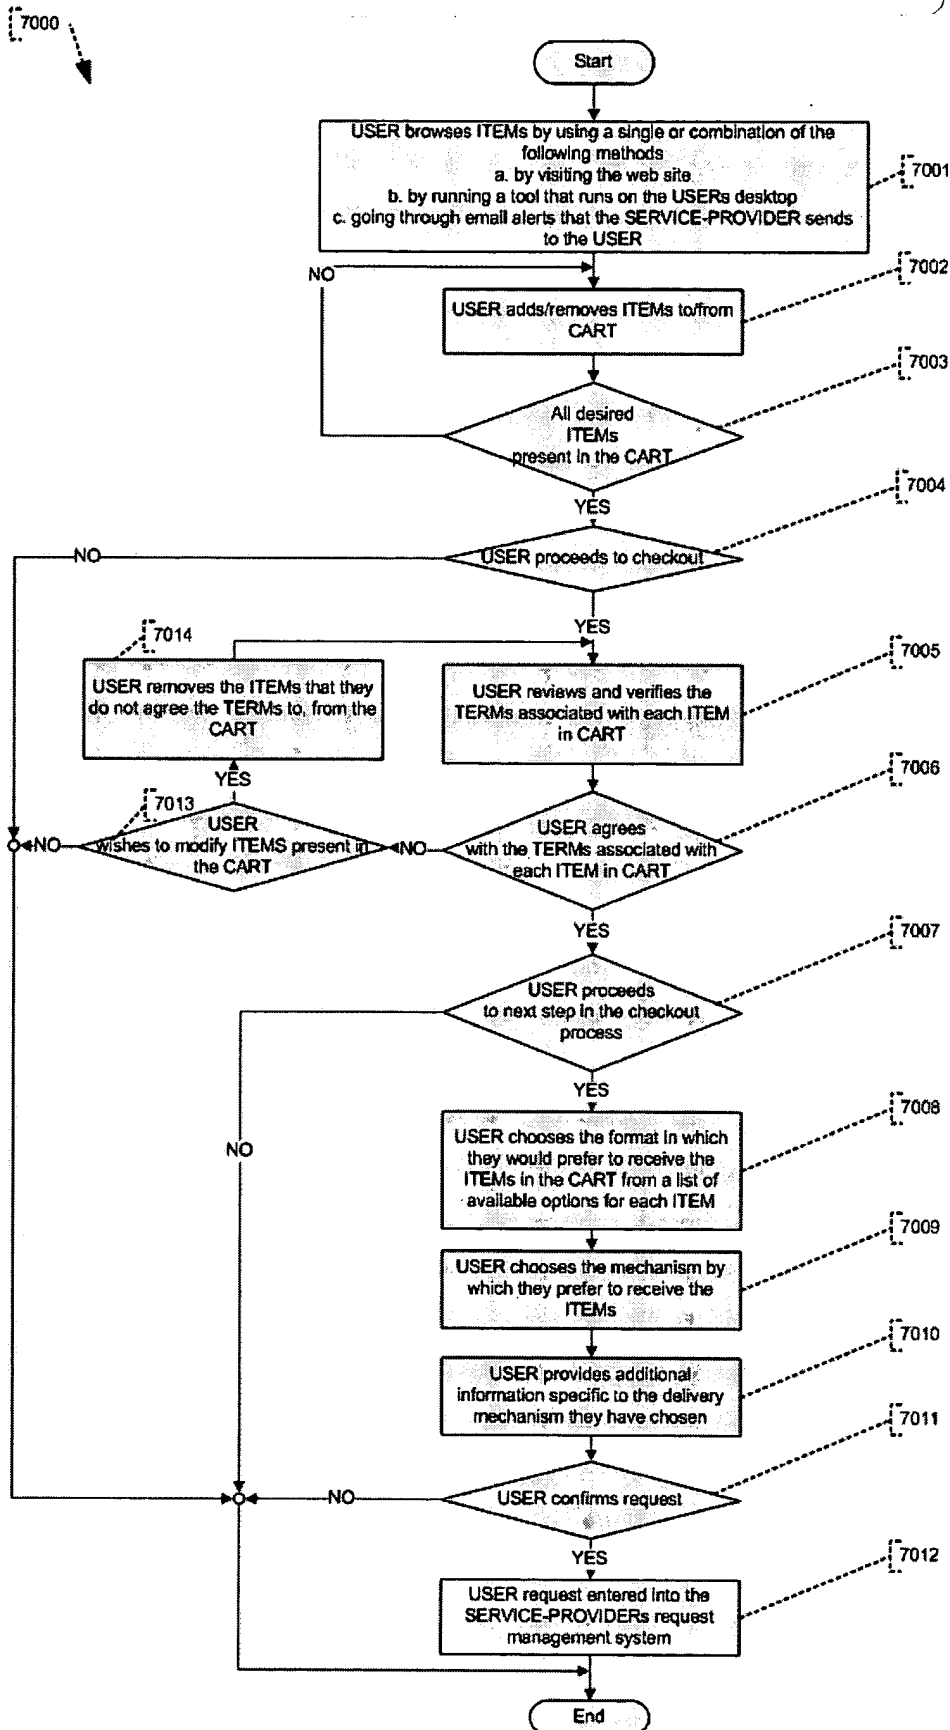 7000
Start
USER browses ITEMs by using a single or combination of the
following methods
a. by visiting the web site
b. by running a tool that runs on the USERs desktop
c. going through email alerts that the SERVICE-PROVIDER sends
to the USER
7001
NO
7002
USER adds/removes ITEMs to/from
CART
7003
All desired
ITEMs
present in the CART
YES
7004
NO
USER proceeds to checkout
YES
7014
USER removes the ITEMs that they
do not agree the TERMs to, from the
CART
7005
USER reviews and verifies the
TERMs associated with each ITEM
in CART
YES
7006
7013
NO
USER
wishes to modify ITEMS present in
the CART
NO
USER agrees
with the TERMs associated with
each ITEM in CART
YES
7007
USER proceeds
to next step in the checkout
process
YES
NO
7008
USER chooses the format in which
they would prefer to receive the
ITEMs in the CART from a list of
available options for each ITEM
7009
USER chooses the mechanism by
which they prefer to receive the
ITEMs
7010
USER provides additional
information specific to the delivery
mechanism they have chosen
7011
NO
USER confirms request
YES
7012
USER request entered into the
SERVICE-PROVIDERs request
management system
End